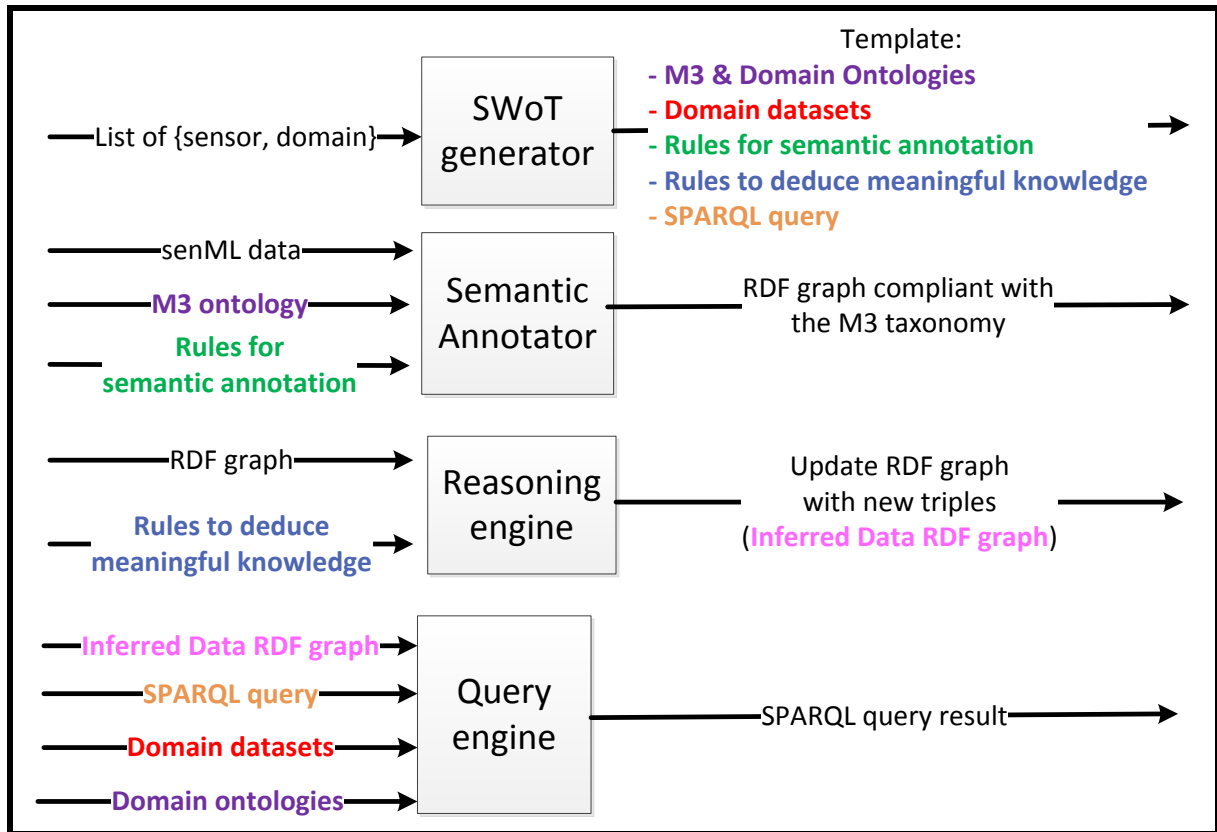 List of {sensor, domain}
SWoT
generator
Template:
- M3 & Domain Ontologies
- Domain datasets
- Rules for semantic annotation
- Rules to deduce meaningful knowledge
- SPARQL query
senML data
M3 ontology
Rules for
semantic annotation
Semantic
Annotator
RDF graph compliant with
the M3 taxonomy
RDF graph
Rules to deduce
meaningful knowledge
Reasoning
engine
Update RDF graph
with new triples
(Inferred Data RDF graph)
Inferred Data RDF graph
SPARQL query
Domain datasets
Domain ontologies
Query
engine
SPARQL query result